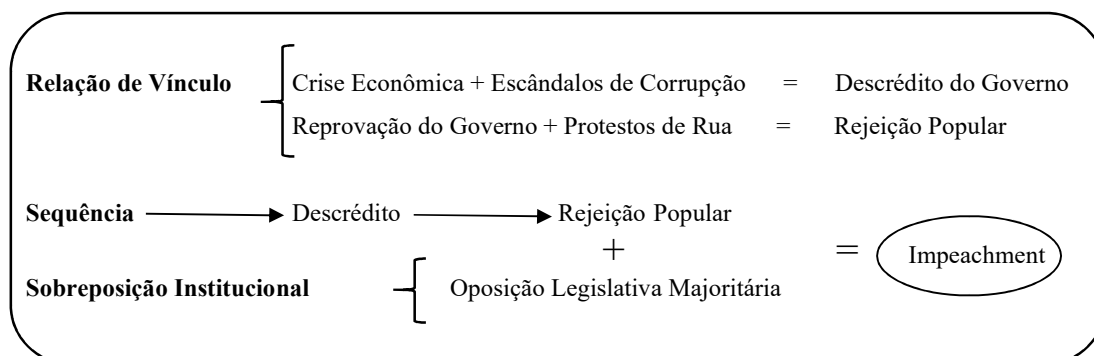 Relação de Vínculo Crise Econômica + Escândalos de Corrupção = Descrédito do Governo
Reprovação do Governo + Protestos de Rua = Rejeição Popular
Sequência Descrédito Rejeição Popular
+ = Impeachment
Sobreposição Institucional Oposição Legislativa Majoritária